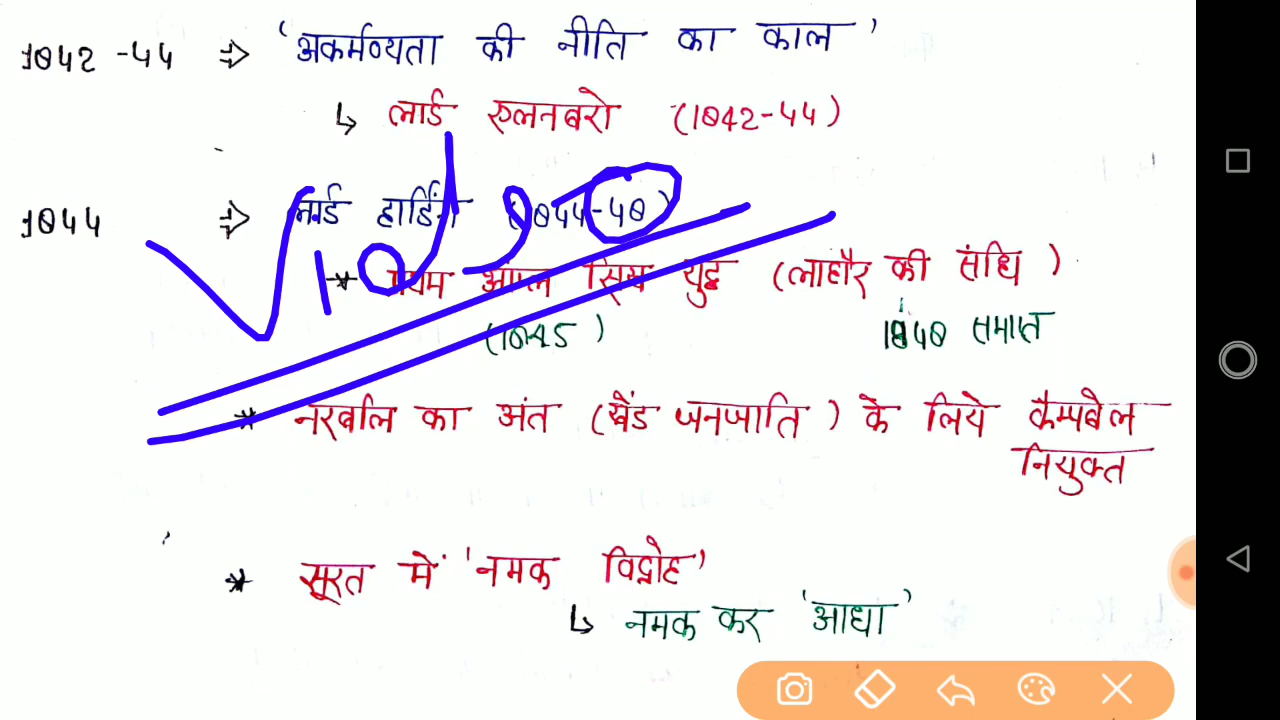 1842-44 ⇒ 'अकर्मण्यता की नीति का काल'
↳ लार्ड एलनबरो (1842-44)
1844 ⇒ लार्ड हार्डिंग (1844-48)
* प्रथम आंग्ल सिख युद्ध (लाहौर की संधि)
(1845) 1848 समाप्त
* नरबलि का अंत (खेंड जनजाति) के लिये कैम्पबेल
नियुक्त
* सूरत में 'नमक विद्रोह'
↳ नमक कर 'आधा'